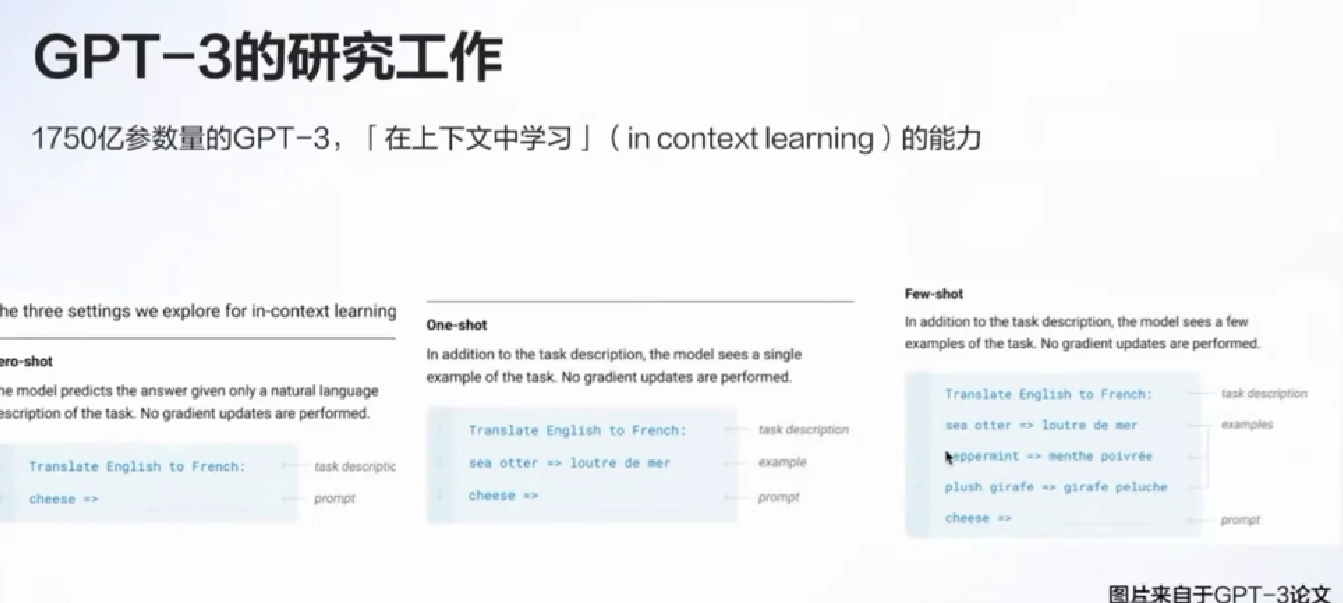 GPT-3的研究工作
1750亿参数量的GPT-3，「在上下文中学习」（in context learning）的能力
he three settings we explore for in-context learning
ero-shot
he model predicts the answer given only a natural language
escription of the task. No gradient updates are performed.
Translate English to French:
task descriptic
cheese =>
prompt
One-shot
In addition to the task description, the model sees a single
example of the task. No gradient updates are performed.
Translate English to French:
task description
sea otter => loutre de mer
example
cheese =>
prompt
Few-shot
In addition to the task description, the model sees a few
examples of the task. No gradient updates are performed.
Translate English to French:
task description
sea otter => loutre de mer
examples
peppermint => menthe poivrée
plush girafe => girafe peluche
cheese =>
prompt
图片来自于GPT-3论文